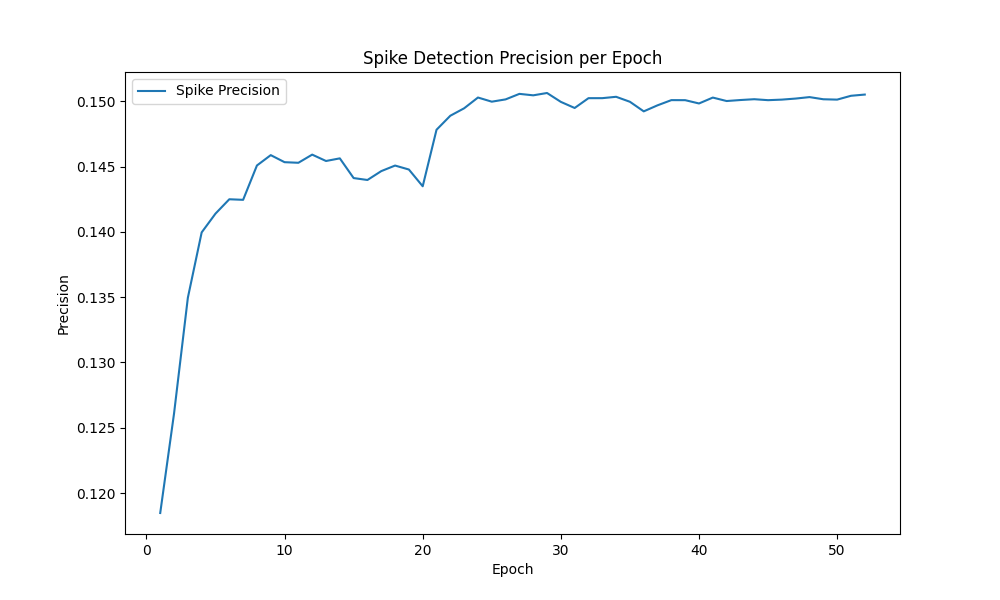 Spike Detection Precision per Epoch
Spike Precision
Precision
0.150
0.145
0.140
0.135
0.130
0.125
0.120
0 10 20 30 40 50
Epoch